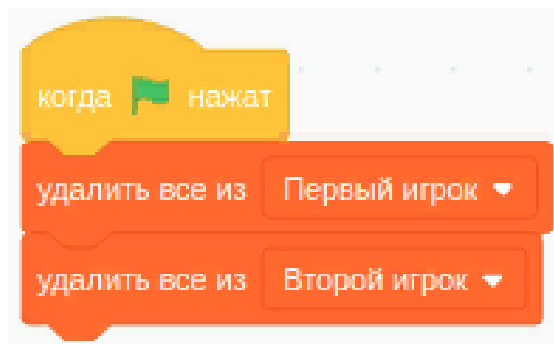 когда нажат
удалить все из Первый игрок
удалить все из Второй игрок